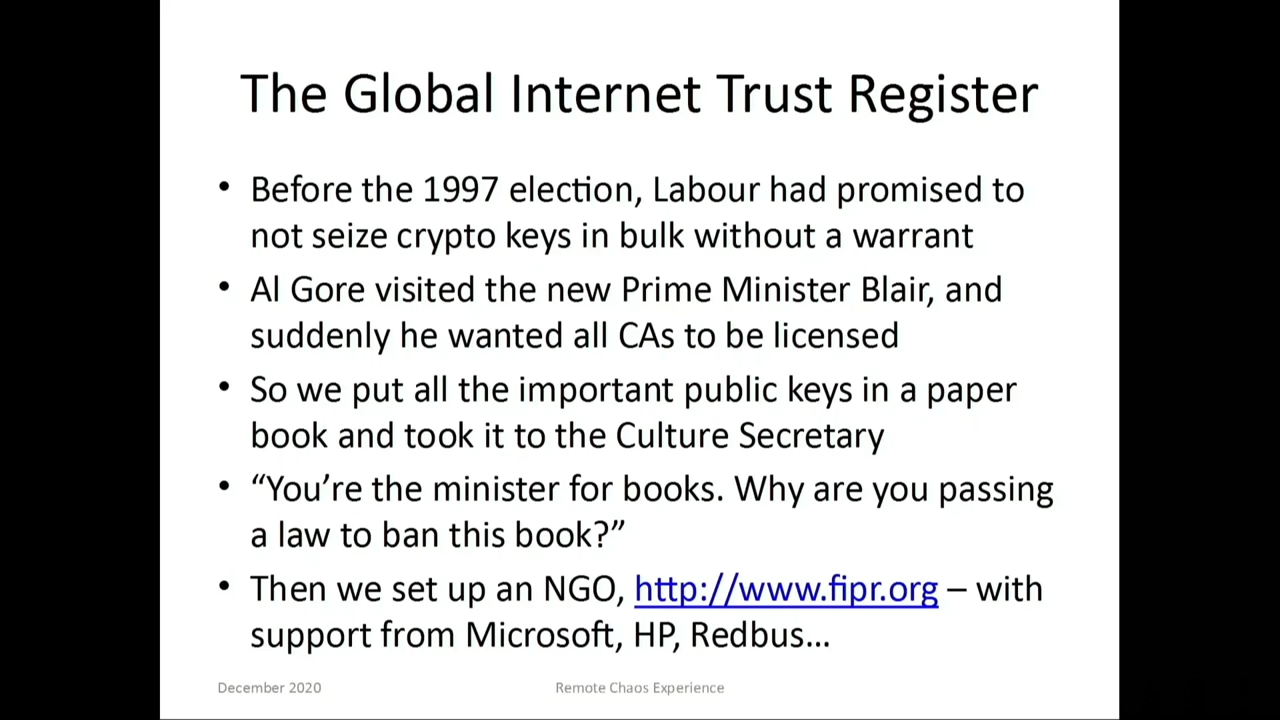 The Global Internet Trust Register
• Before the 1997 election, Labour had promised to
not seize crypto keys in bulk without a warrant
• Al Gore visited the new Prime Minister Blair, and
suddenly he wanted all CAs to be licensed
• So we put all the important public keys in a paper
book and took it to the Culture Secretary
• “You’re the minister for books. Why are you passing
a law to ban this book?”
• Then we set up an NGO, http://www.fipr.org – with
support from Microsoft, HP, Redbus…
December 2020
Remote Chaos Experience